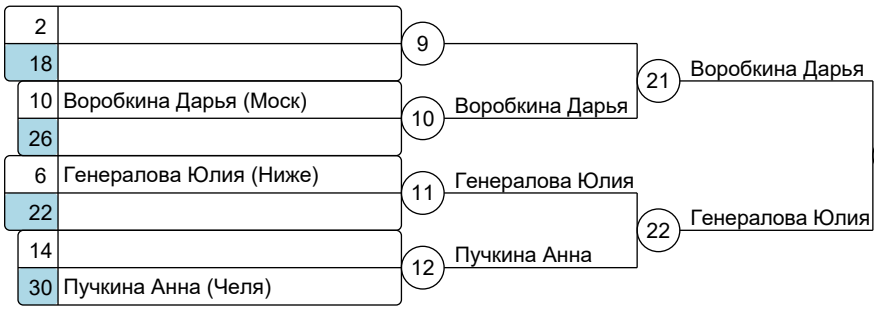 2
18
9
10 Воробкина Дарья (Моск)
26
10
Воробкина Дарья
21
Воробкина Дарья
6 Генералова Юлия (Ниже)
22
11
Генералова Юлия
14
30 Пучкина Анна (Челя)
12
Пучкина Анна
22
Генералова Юлия